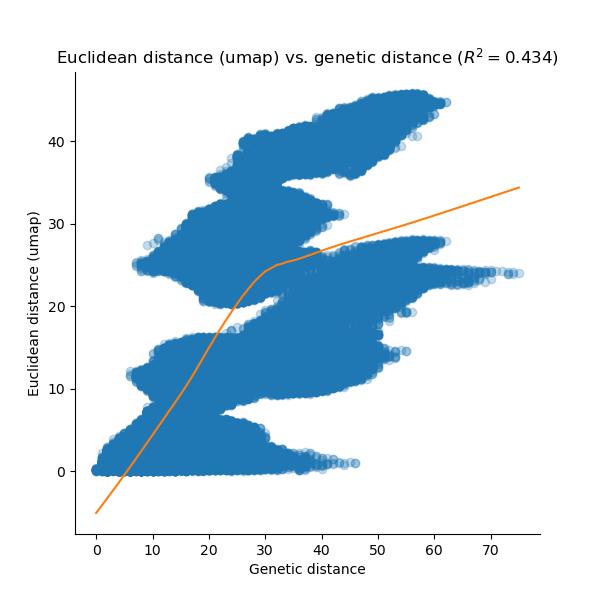 Euclidean distance (umap) vs. genetic distance (R² = 0.434)
40
30
20
10
0
Euclidean distance (umap)
0 10 20 30 40 50 60 70
Genetic distance